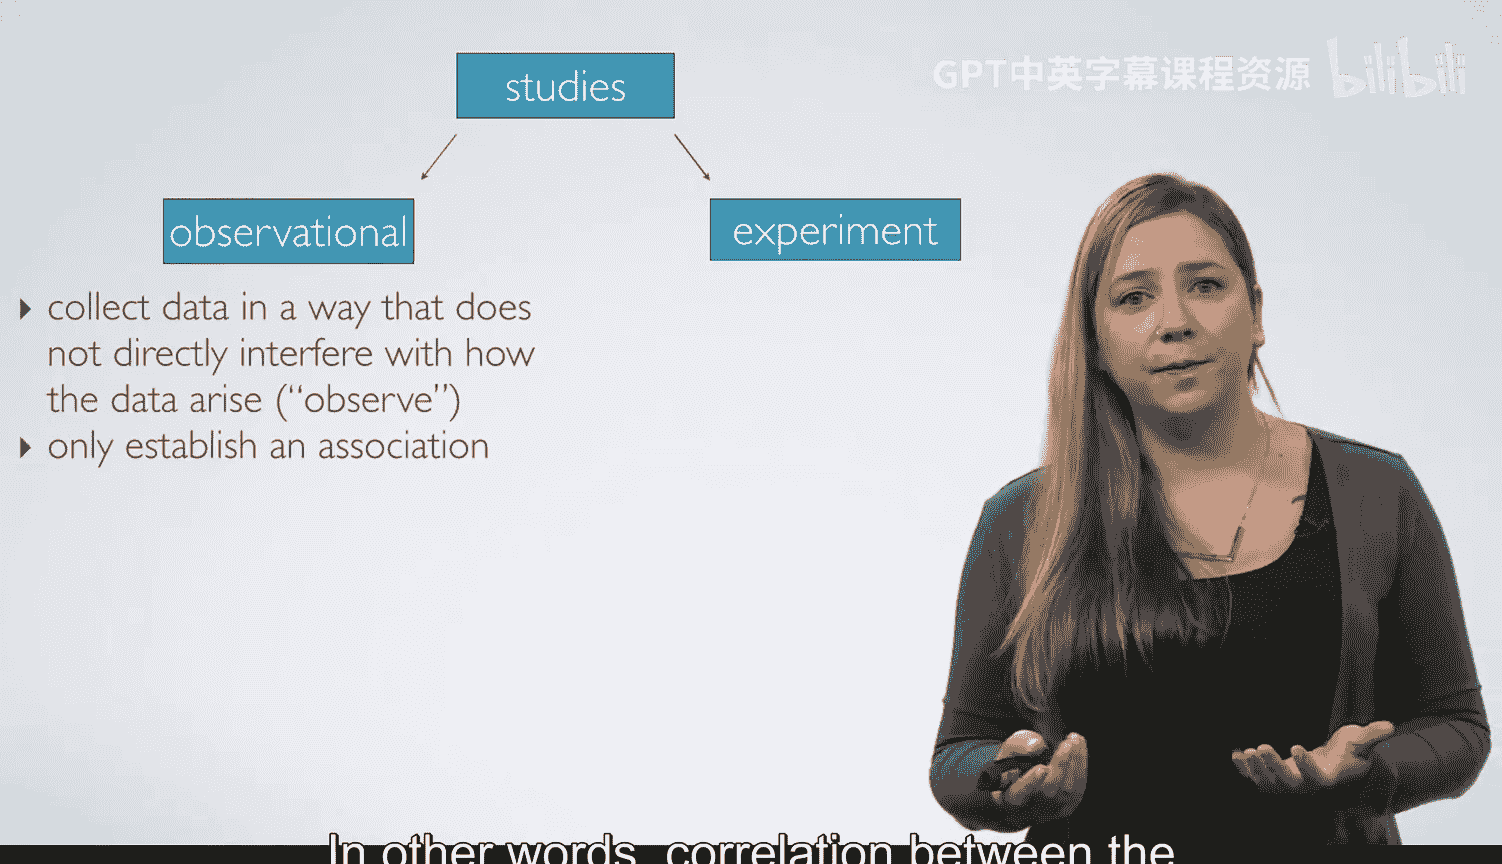 GPT中英字幕课程资源 bilibili
studies
observational
experiment
collect data in a way that does
not directly interfere with how
the data arise (“observe”)
only establish an association
In other words, correlation between the